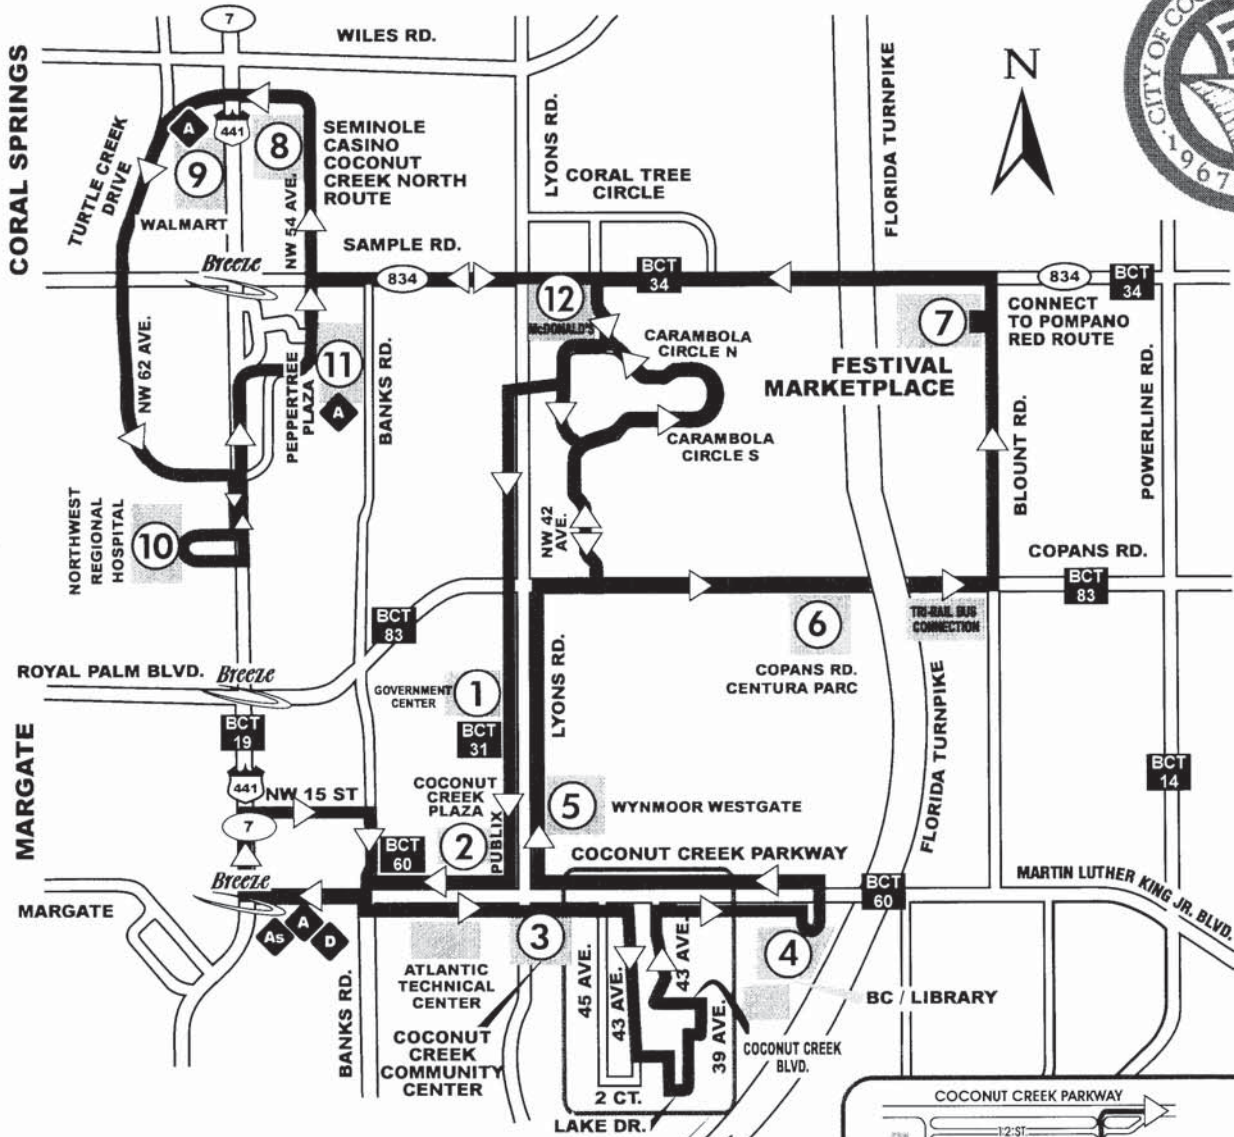 7
WILES RD.
CORAL SPRINGS
TURTLE CREEK
DRIVE
A
441
8
9
SEMINOLE
CASINO
COCONUT
CREEK NORTH
ROUTE
WALMART
NW 54 AVE.
LYONS RD.
CORAL TREE
CIRCLE
FLORIDA TURNPIKE
N
CITY OF COC
1967
SAMPLE RD.
Breeze
834
BCT
34
834
BCT
34
12
McDONALD'S
7
CONNECT
TO POMPANO
RED ROUTE
CARAMBOLA
CIRCLE N
FESTIVAL
MARKETPLACE
NW 62 AVE.
PEPPERTREE
PLAZA
11
A
BANKS RD.
CARAMBOLA
CIRCLE S
BLOUNT RD.
POWERLINE RD.
NORTHWEST
REGIONAL
HOSPITAL
10
NW 42
AVE.
COPANS RD.
BCT
83
BCT
83
6
TRI-RAIL BUS
CONNECTION
ROYAL PALM BLVD.
Breeze
GOVERNMENT
CENTER
1
BCT
31
LYONS RD.
COPANS RD.
CENTURA PARC
FLORIDA TURNPIKE
BCT
19
MARGATE
441
NW 15 ST
7
COCONUT
CREEK
PLAZA
2
PUBLIX
5
WYNMOOR WESTGATE
BCT
14
BCT
60
COCONUT CREEK PARKWAY
Breeze
BCT
60
MARTIN LUTHER KING JR. BLVD.
MARGATE
As
A
D
3
4
ATLANTIC
TECHNICAL
CENTER
45 AVE.
43 AVE.
43 AVE.
39 AVE.
BC / LIBRARY
BANKS RD.
COCONUT
CREEK
COMMUNITY
CENTER
COCONUT CREEK
BLVD.
2 CT.
LAKE DR.
COCONUT CREEK PARKWAY
12 ST